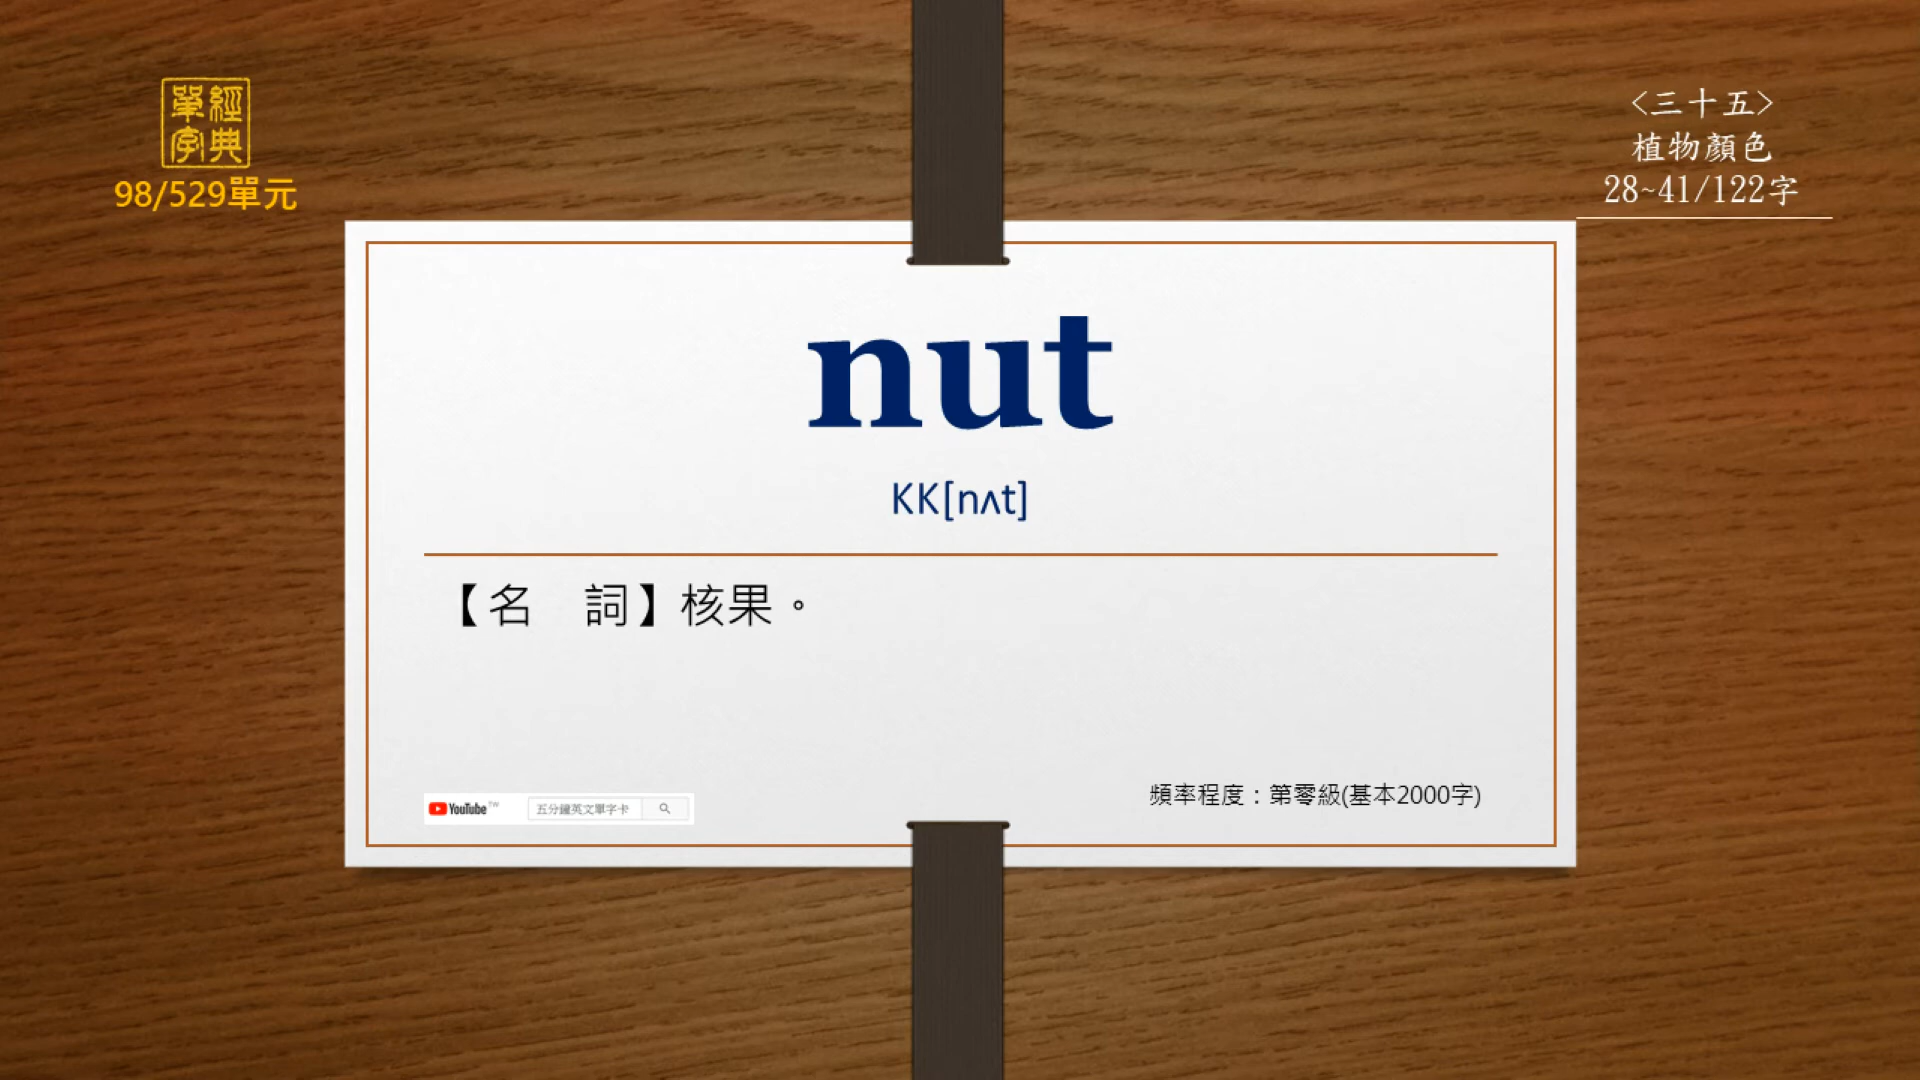 經典
單字
98/529單元
<三十五>
植物顏色
28~41/122字
nut
KK[nʌt]
【名　詞】核果。
YouTube TW
五分鐘英文單字卡
頻率程度：第零級(基本2000字)